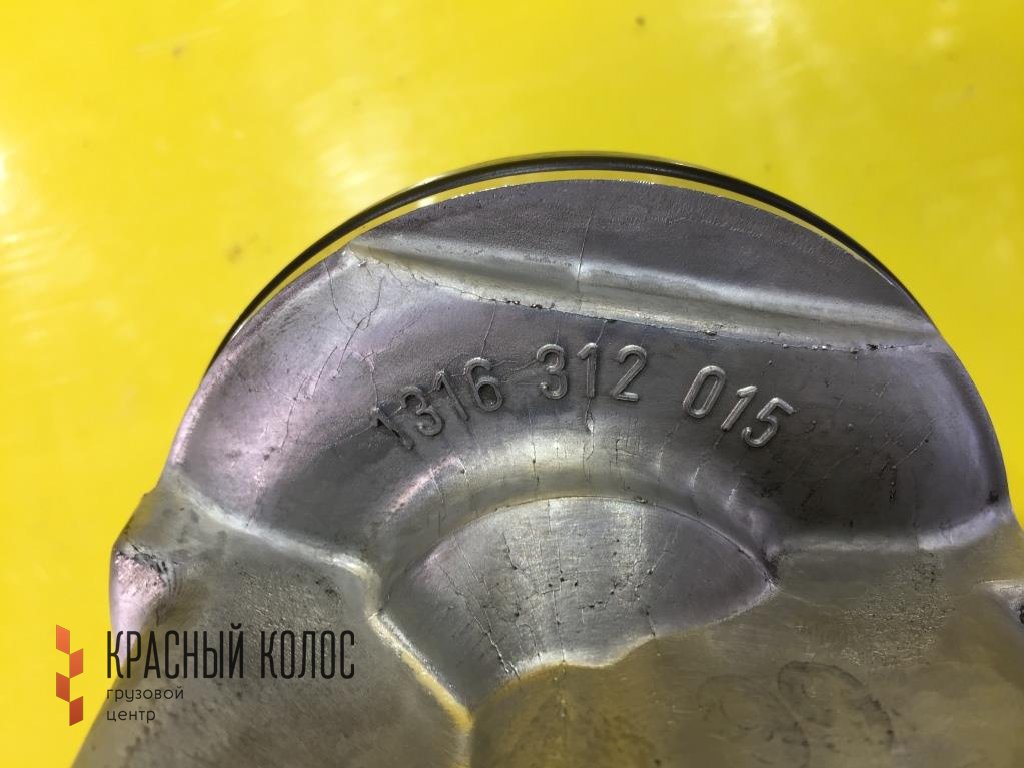 1316 312 015
КРАСНЫЙ КОЛОС
грузовой
центр